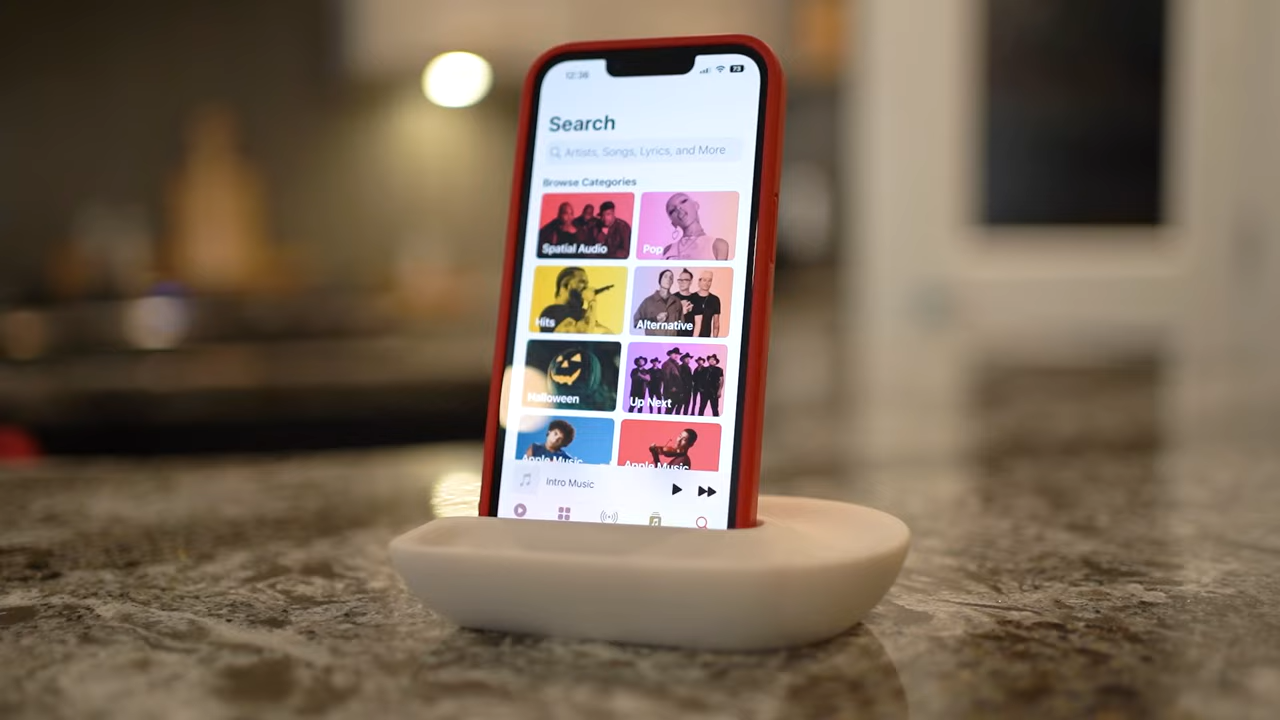 12:36
73
Search
Artists, Songs, Lyrics, and More
Browse Categories
Spatial Audio
Pop
Hits
Alternative
Halloween
Up Next
Apple Music
Apple Music
Intro Music